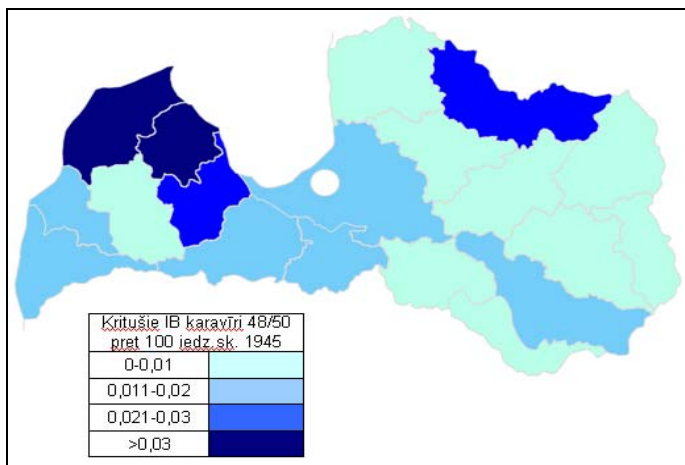 Kritušie IB karavīri 48/50
pret 100 iedz.sk. 1945
0-0,01
0,011-0,02
0,021-0,03
>0,03